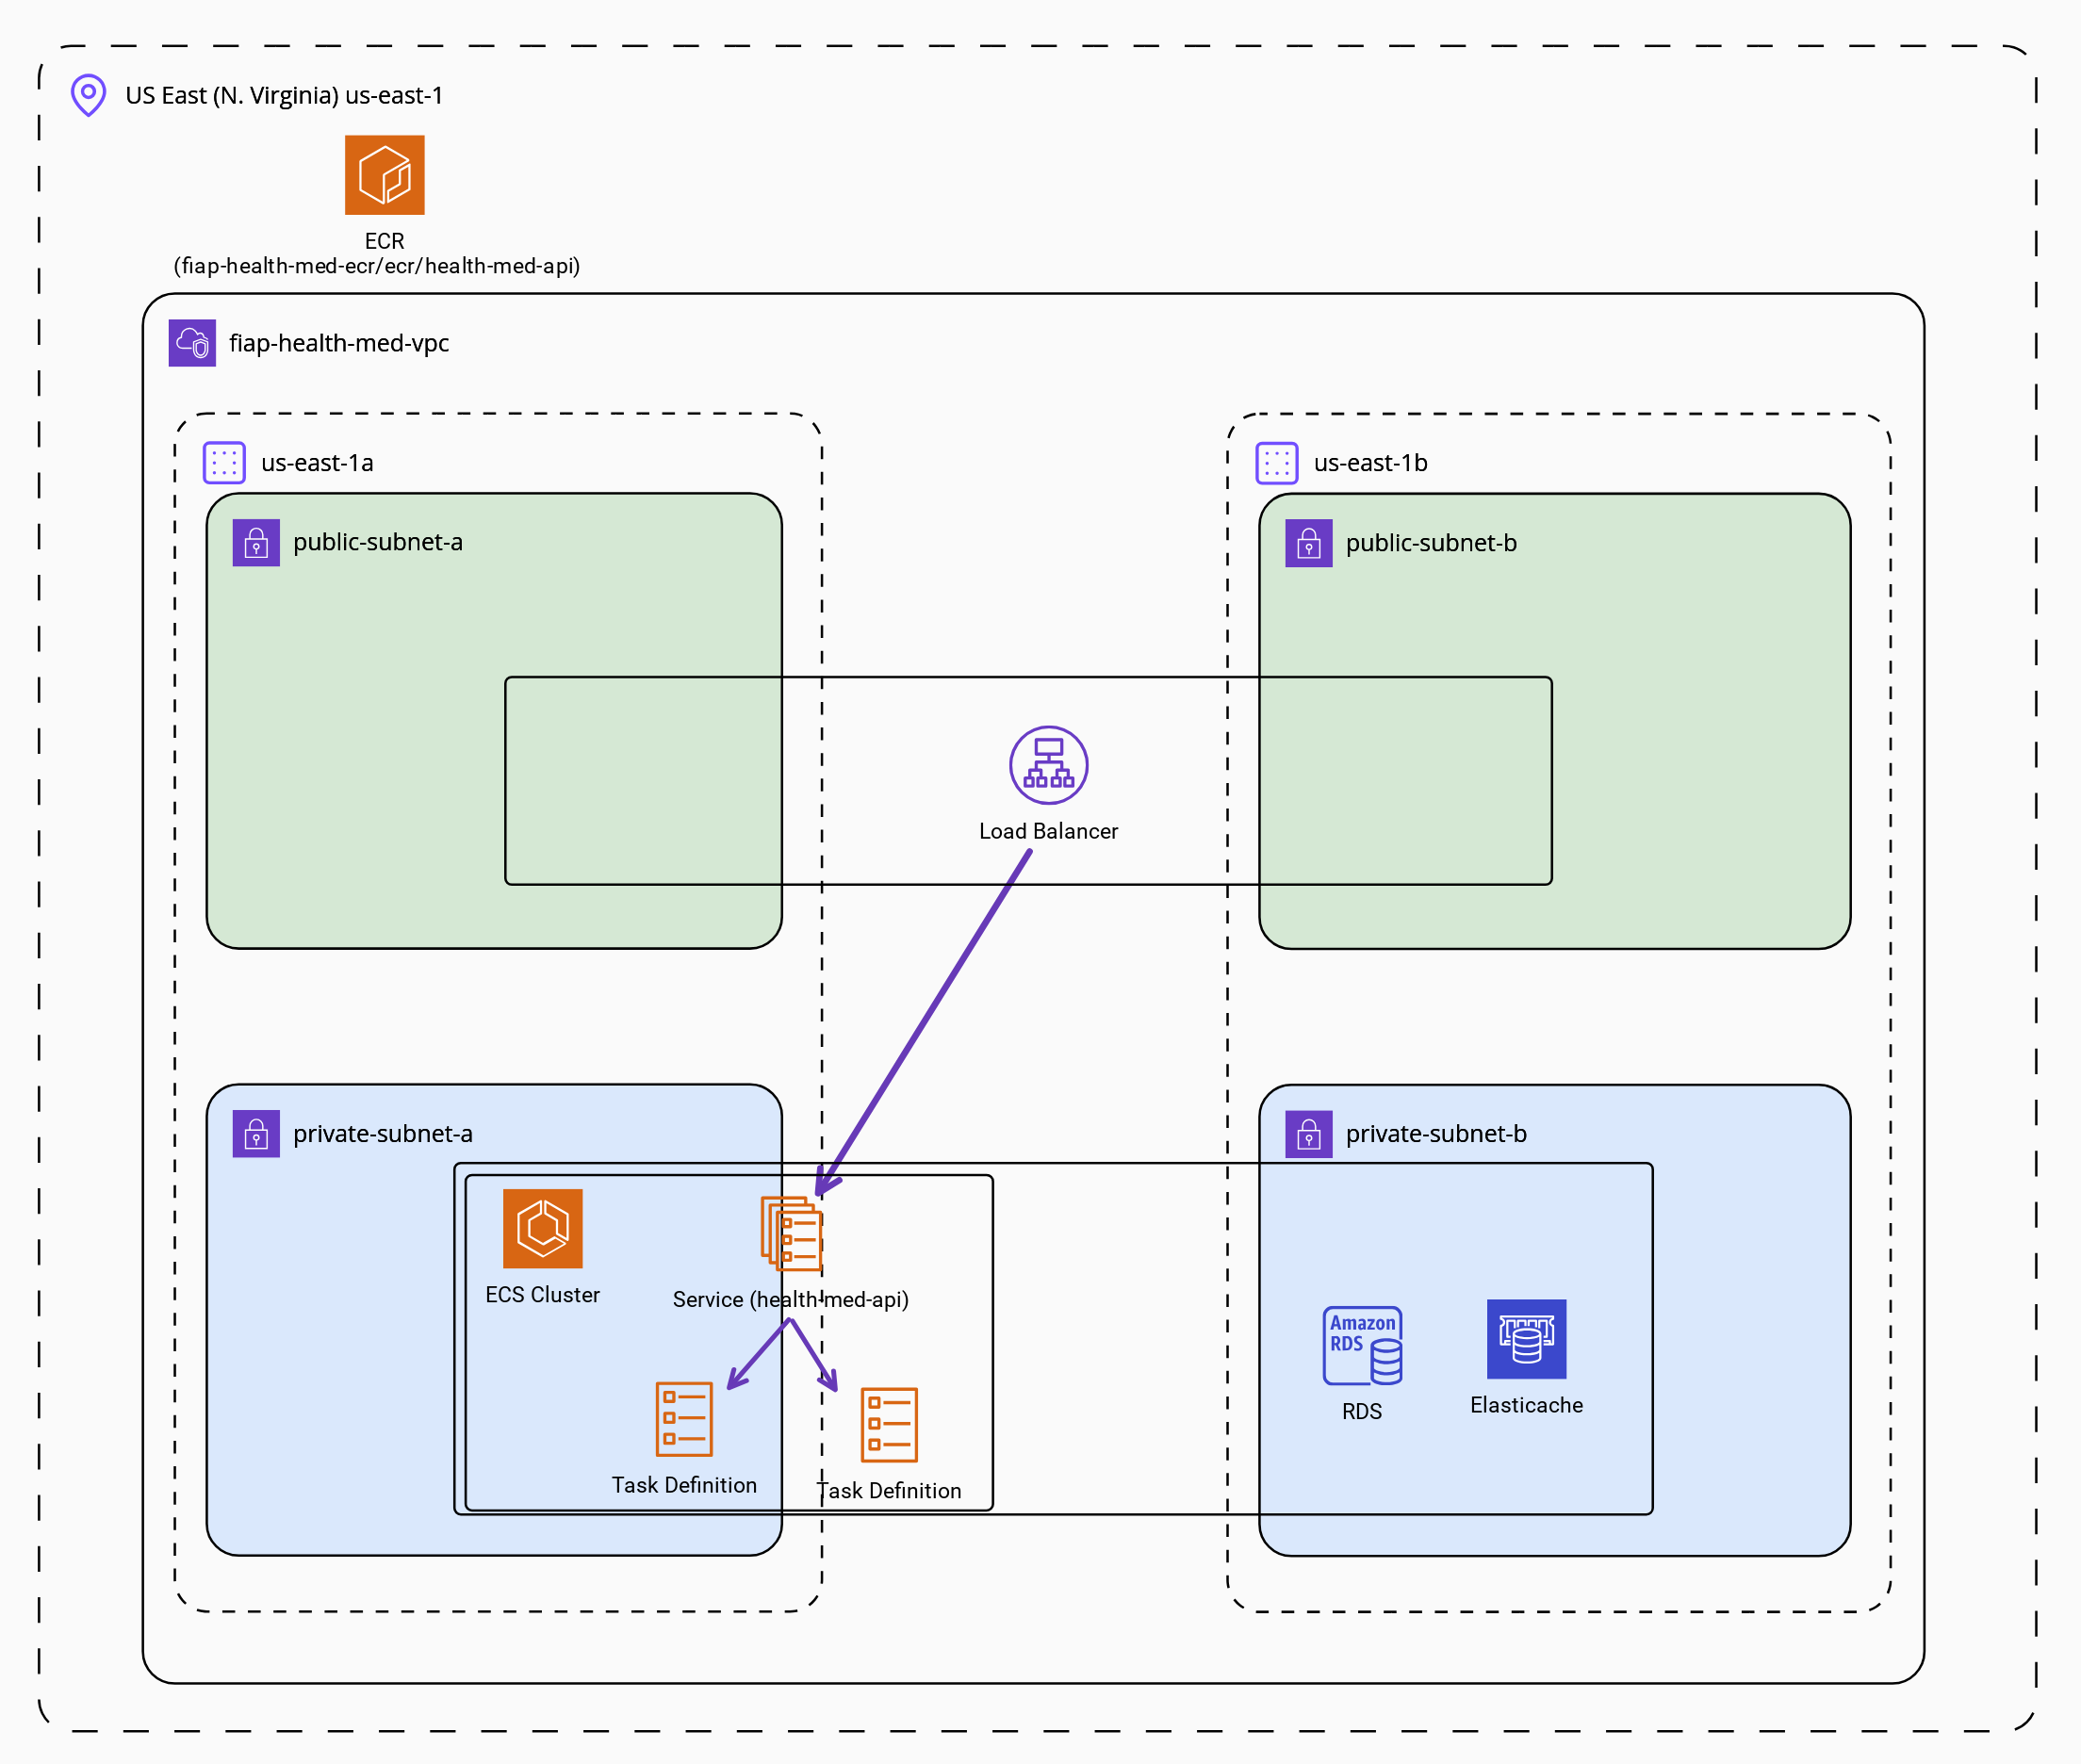 US East (N. Virginia) us-east-1
ECR
(fiap-health-med-ecr/ecr/health-med-api)
fiap-health-med-vpc
us-east-1a
us-east-1b
public-subnet-a
public-subnet-b
Load Balancer
private-subnet-a
private-subnet-b
ECS Cluster
Service (health-med-api)
Amazon
RDS
RDS
Elasticache
Task Definition
Task Definition